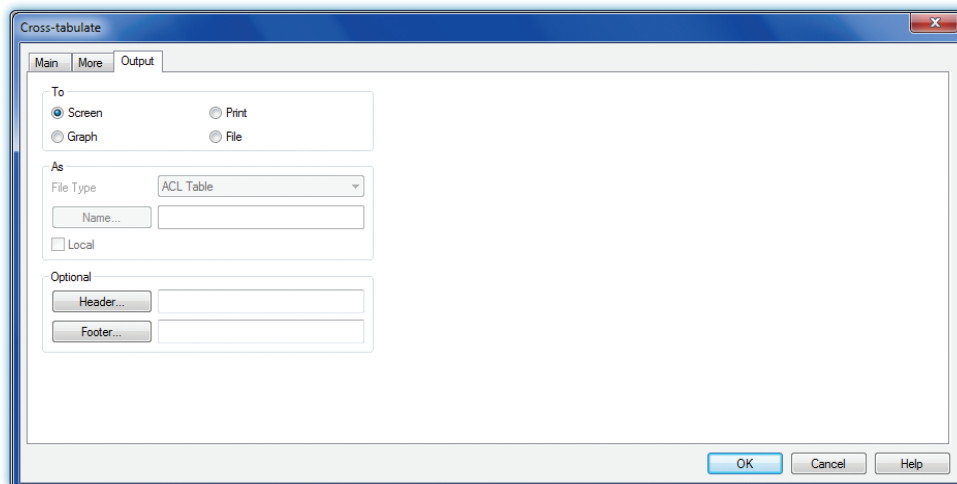 Cross-tabulate
Main More Output
To
Screen Print
Graph File
As
File Type ACL Table
Name...
Local
Optional
Header...
Footer...
OK Cancel Help